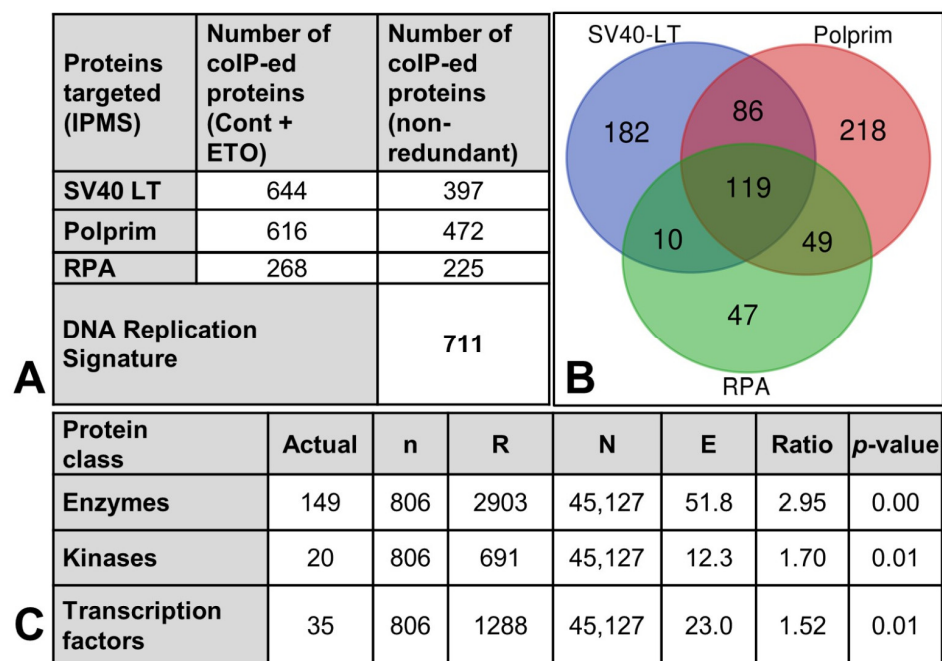 Proteins targeted (IPMS) | Number of coIP-ed proteins (Cont + ETO) | Number of coIP-ed proteins (non-redundant)
SV40 LT | 644 | 397
Polprim | 616 | 472
RPA | 268 | 225
DNA Replication Signature | 711
A
SV40-LT Polprim
182 86 218
119
10 49
47
RPA
B
Protein class | Actual | n | R | N | E | Ratio | p-value
Enzymes | 149 | 806 | 2903 | 45,127 | 51.8 | 2.95 | 0.00
Kinases | 20 | 806 | 691 | 45,127 | 12.3 | 1.70 | 0.01
Transcription factors | 35 | 806 | 1288 | 45,127 | 23.0 | 1.52 | 0.01
C